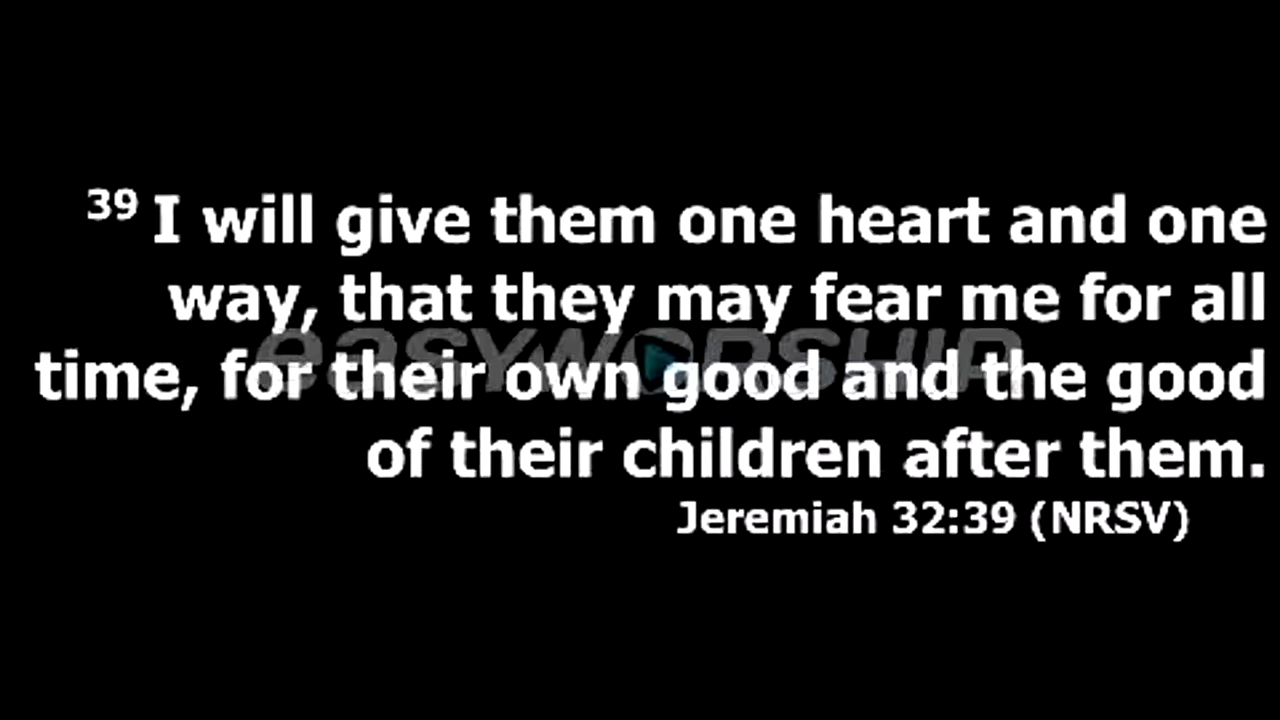 39 I will give them one heart and one
way, that they may fear me for all
easyworship
time, for their own good and the good
of their children after them.
Jeremiah 32:39 (NRSV)